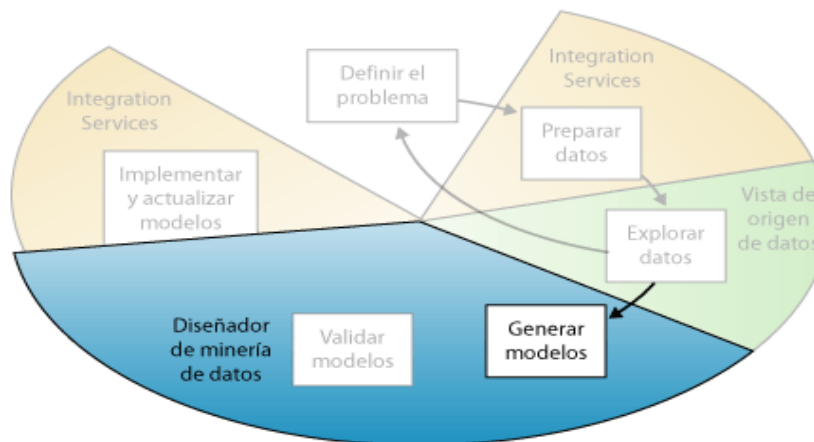 Definir el
problema
Integration
Services
Preparar
datos
Vista de
origen
de datos
Explorar
datos
Generar
modelos
Validar
modelos
Diseñador
de minería
de datos
Implementar
y actualizar
modelos
Integration
Services